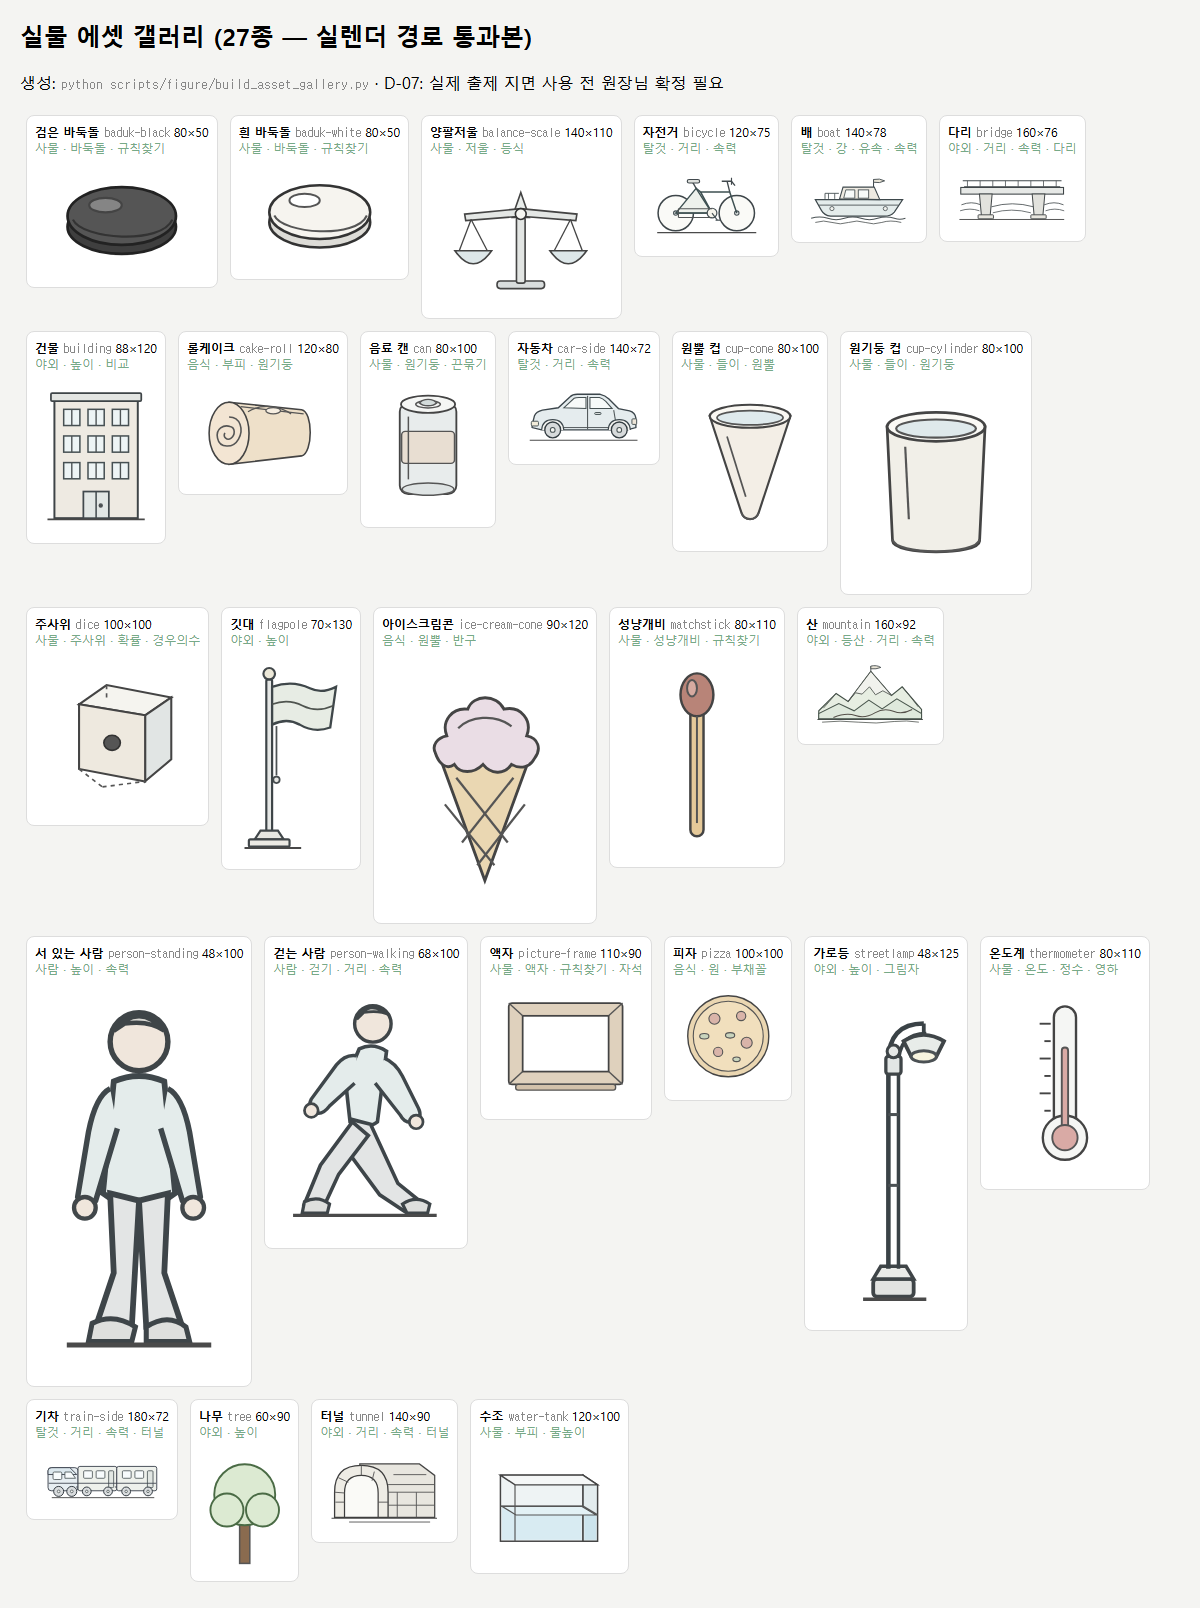 실물 에셋 갤러리 (27종 — 실렌더 경로 통과본)
생성: python scripts/figure/build_asset_gallery.py · D-07: 실제 출제 지면 사용 전 원장님 확정 필요
검은 바둑돌 baduk-black 80×50
사물 · 바둑돌 · 규칙찾기
흰 바둑돌 baduk-white 80×50
사물 · 바둑돌 · 규칙찾기
양팔저울 balance-scale 140×110
사물 · 저울 · 등식
자전거 bicycle 120×75
탈것 · 거리 · 속력
배 boat 140×78
탈것 · 강 · 유속 · 속력
다리 bridge 160×76
야외 · 거리 · 속력 · 다리
건물 building 88×120
야외 · 높이 · 비교
롤케이크 cake-roll 120×80
음식 · 부피 · 원기둥
음료 캔 can 80×100
사물 · 원기둥 · 끈묶기
자동차 car-side 140×72
탈것 · 거리 · 속력
원뿔 컵 cup-cone 80×100
사물 · 들이 · 원뿔
원기둥 컵 cup-cylinder 80×100
사물 · 들이 · 원기둥
주사위 dice 100×100
사물 · 주사위 · 확률 · 경우의수
깃대 flagpole 70×130
야외 · 높이
아이스크림콘 ice-cream-cone 90×120
음식 · 원뿔 · 반구
성냥개비 matchstick 80×110
사물 · 성냥개비 · 규칙찾기
산 mountain 160×92
야외 · 등산 · 거리 · 속력
서 있는 사람 person-standing 48×100
사람 · 높이 · 속력
걷는 사람 person-walking 68×100
사람 · 걷기 · 거리 · 속력
액자 picture-frame 110×90
사물 · 액자 · 규칙찾기 · 자석
피자 pizza 100×100
음식 · 원 · 부채꼴
가로등 streetlamp 48×125
야외 · 높이 · 그림자
온도계 thermometer 80×110
사물 · 온도 · 정수 · 영하
기차 train-side 180×72
탈것 · 거리 · 속력 · 터널
나무 tree 60×90
야외 · 높이
터널 tunnel 140×90
야외 · 거리 · 속력 · 터널
수조 water-tank 120×100
사물 · 부피 · 물높이